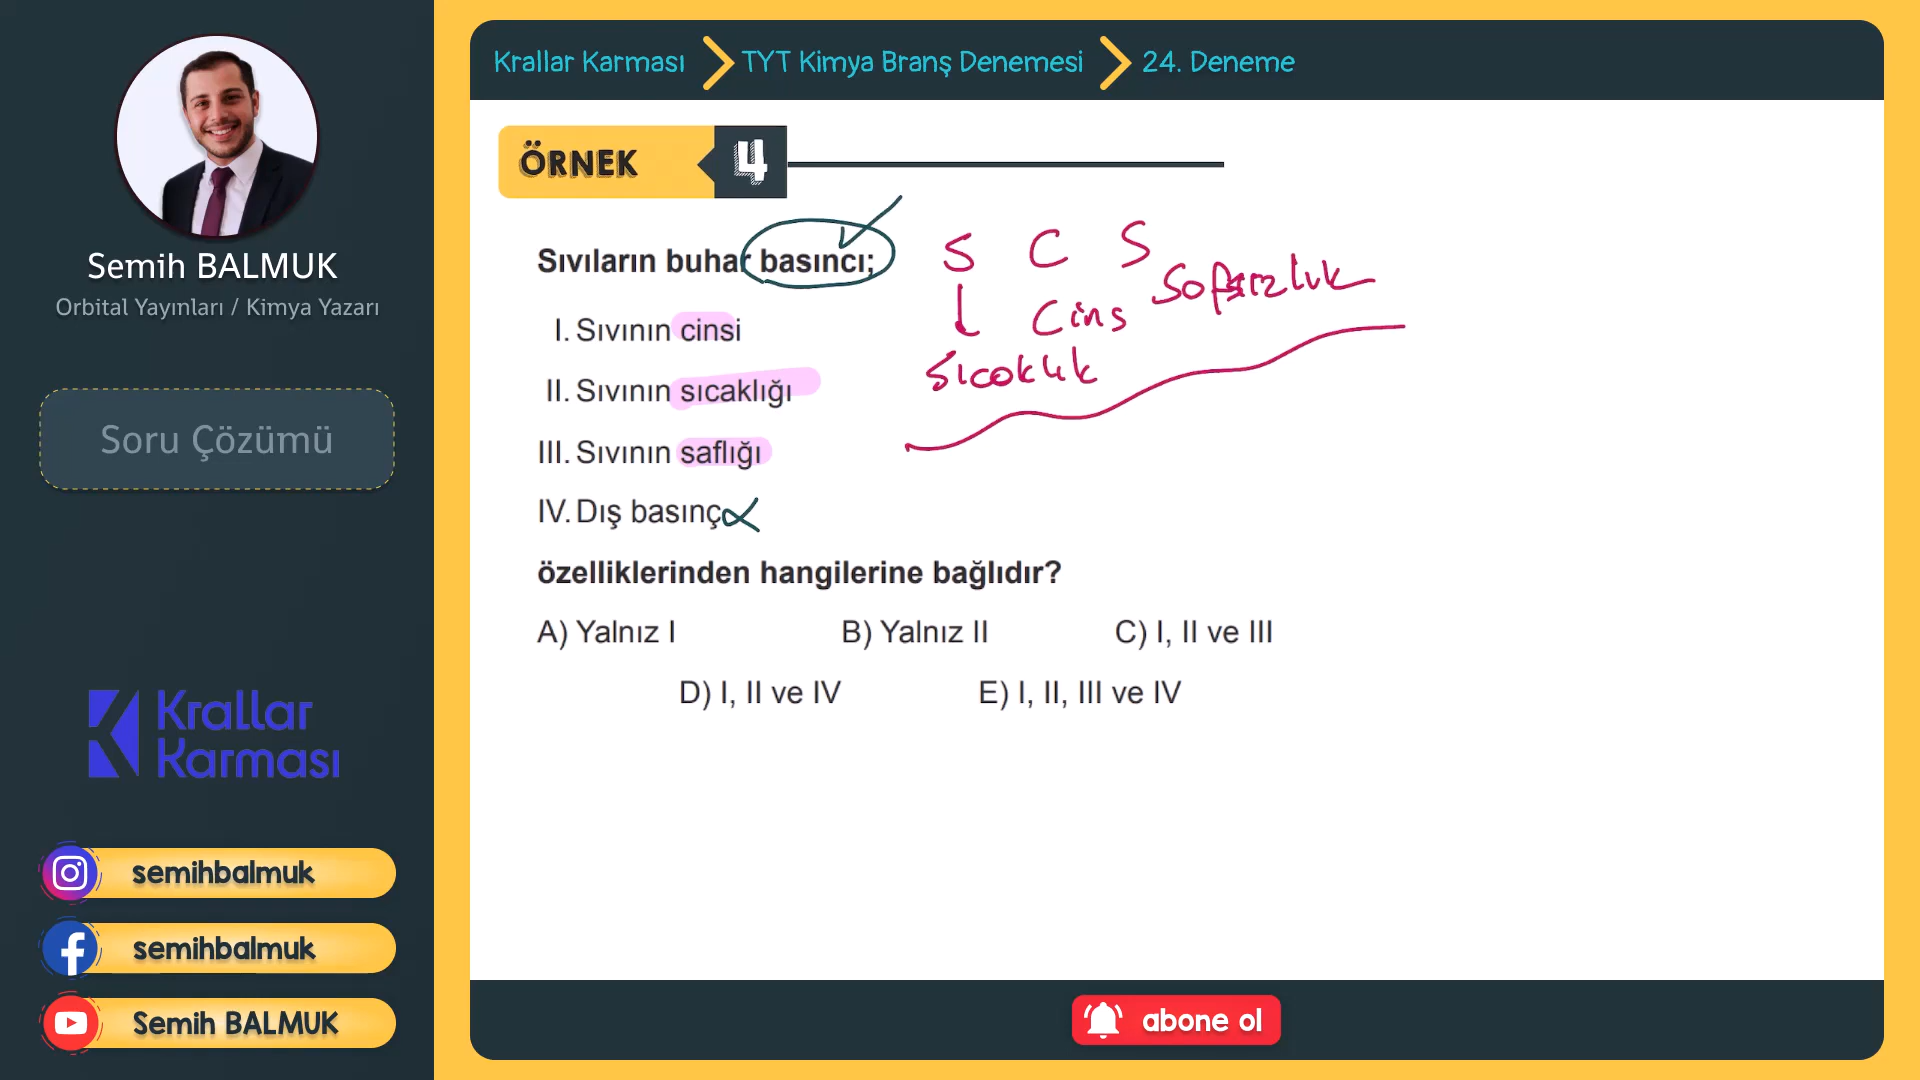 Semih BALMUK
Orbital Yayınları / Kimya Yazarı
Soru Çözümü
Krallar
Karması
semihbalmuk
semihbalmuk
Semih BALMUK
Krallar Karması > TYT Kimya Branş Denemesi > 24. Deneme
ÖRNEK 4
Sıvıların buhar basıncı;
I. Sıvının cinsi
II. Sıvının sıcaklığı
III. Sıvının saflığı
IV. Dış basınç
özelliklerinden hangilerine bağlıdır?
A) Yalnız I B) Yalnız II C) I, II ve III
D) I, II ve IV E) I, II, III ve IV
S C S
Cins
Sıcaklık
abone ol